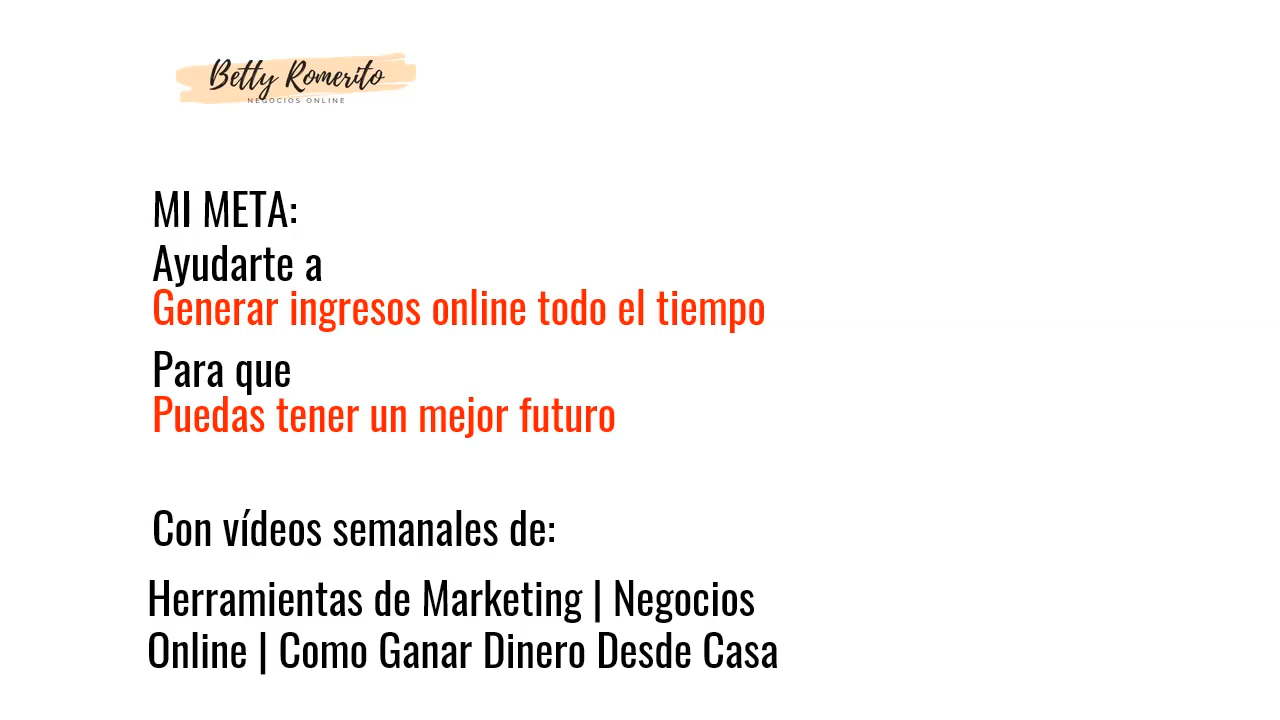 Betty Romerito
NEGOCIOS ONLINE
MI META:
Ayudarte a
Generar ingresos online todo el tiempo
Para que
Puedas tener un mejor futuro
Con vídeos semanales de:
Herramientas de Marketing | Negocios
Online | Como Ganar Dinero Desde Casa